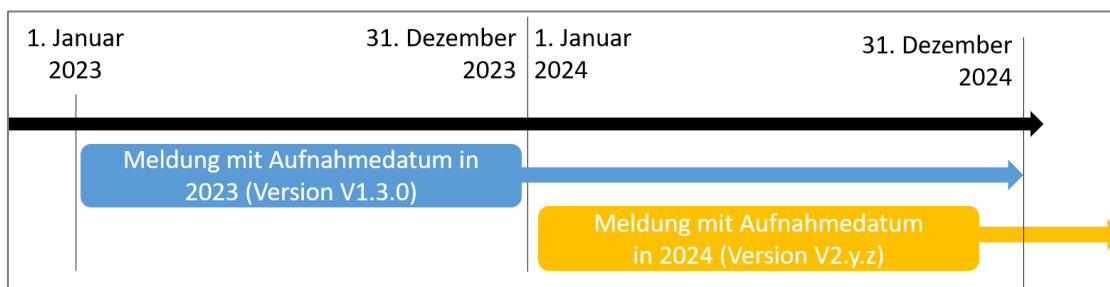 1. Januar
2023
31. Dezember
2023
1. Januar
2024
31. Dezember
2024
Meldung mit Aufnahmedatum in
2023 (Version V1.3.0)
Meldung mit Aufnahmedatum
in 2024 (Version V2.y.z)